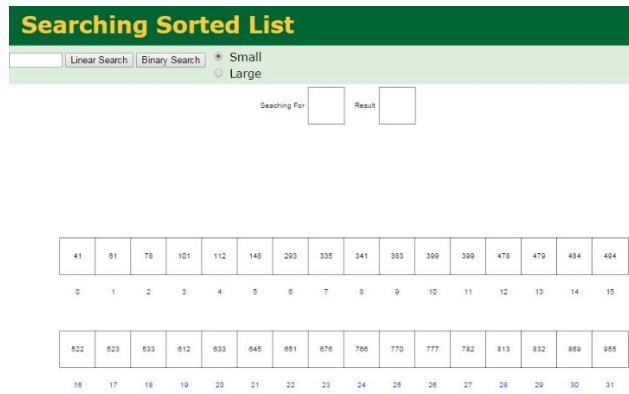 Searching Sorted List
Linear Search Binary Search Small
Large
Seaching For Result
41 61 78 101 112 148 293 335 341 383 399 399 478 479 484 494
0 1 2 3 4 5 6 7 8 9 10 11 12 13 14 15
522 523 533 612 633 645 651 676 766 770 777 782 813 832 869 955
16 17 18 19 20 21 22 23 24 25 26 27 28 29 30 31